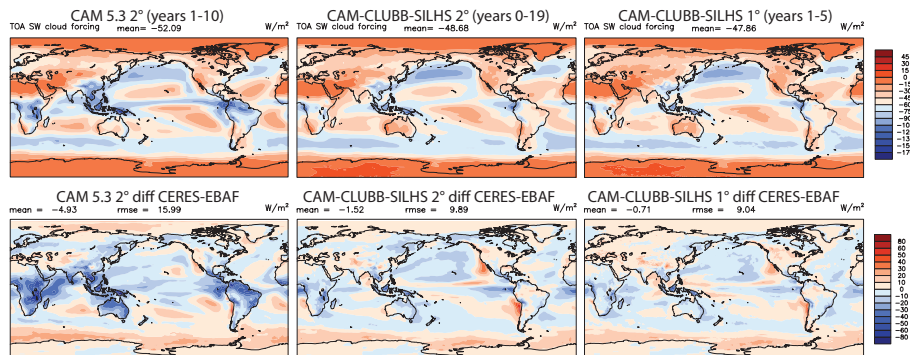 CAM 5.3 2° (years 1-10)
TOA SW cloud forcing mean= −52.09 W/m²
CAM-CLUBB-SILHS 2° (years 0-19)
TOA SW cloud forcing mean= −48.68 W/m²
CAM-CLUBB-SILHS 1° (years 1-5)
TOA SW cloud forcing mean= −47.86 W/m²
45
30
15
0
-15
-30
-45
-60
-75
-90
-10
-12
-13
-15
-17
CAM 5.3 2° diff CERES-EBAF
mean = −4.93 rmse = 15.99 W/m²
CAM-CLUBB-SILHS 2° diff CERES-EBAF
mean = −1.52 rmse = 9.89 W/m²
CAM-CLUBB-SILHS 1° diff CERES-EBAF
mean = −0.71 rmse = 9.04 W/m²
80
60
50
40
30
20
10
0
-10
-20
-30
-40
-50
-60
-80